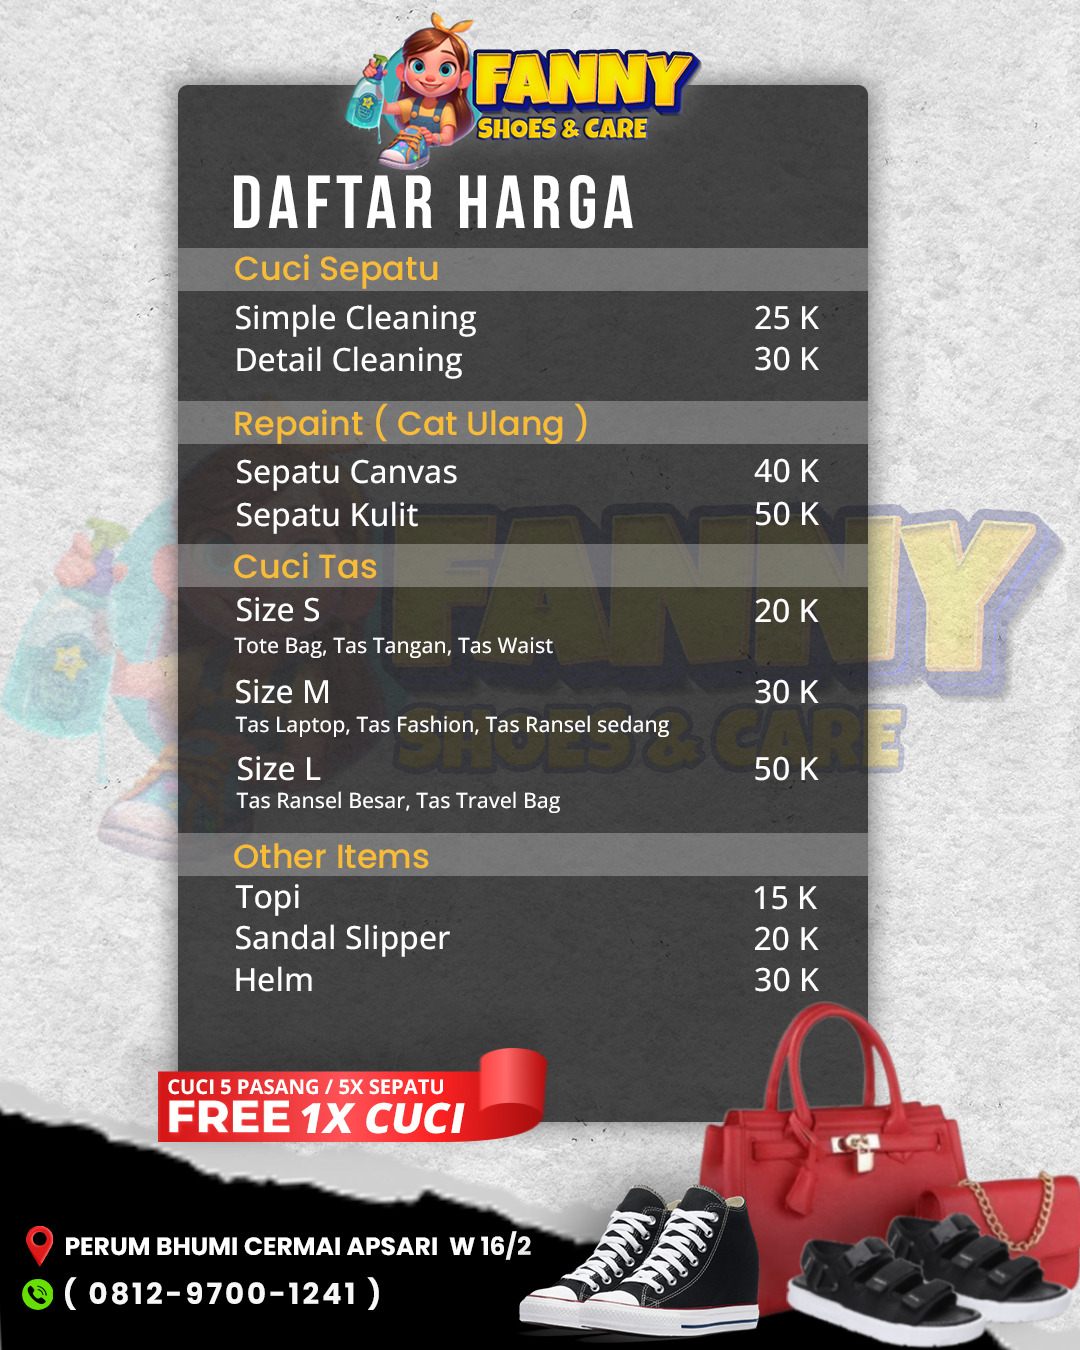 FANNY
SHOES & CARE
DAFTAR HARGA
Cuci Sepatu
Simple Cleaning 25 K
Detail Cleaning 30 K
Repaint ( Cat Ulang )
Sepatu Canvas 40 K
Sepatu Kulit 50 K
Cuci Tas
Size S 20 K
Tote Bag, Tas Tangan, Tas Waist
Size M 30 K
Tas Laptop, Tas Fashion, Tas Ransel sedang
Size L 50 K
Tas Ransel Besar, Tas Travel Bag
Other Items
Topi 15 K
Sandal Slipper 20 K
Helm 30 K
FANNY
SHOES & CARE
CUCI 5 PASANG / 5X SEPATU
FREE 1X CUCI
PERUM BHUMI CERMAI APSARI W 16/2
( 0812-9700-1241 )